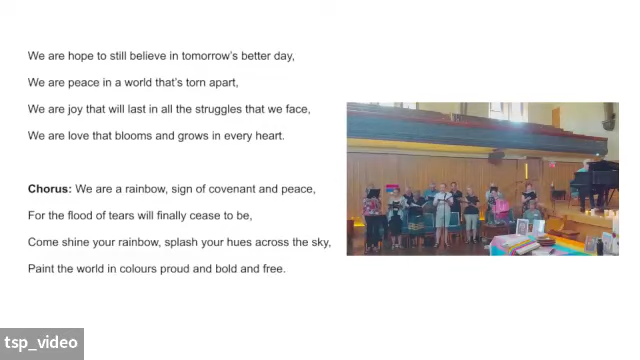 We are hope to still believe in tomorrow's better day,
We are peace in a world that's torn apart,
We are joy that will last in all the struggles that we face,
We are love that blooms and grows in every heart.
Chorus: We are a rainbow, sign of covenant and peace,
For the flood of tears will finally cease to be,
Come shine your rainbow, splash your hues across the sky,
Paint the world in colours proud and bold and free.
tsp_video